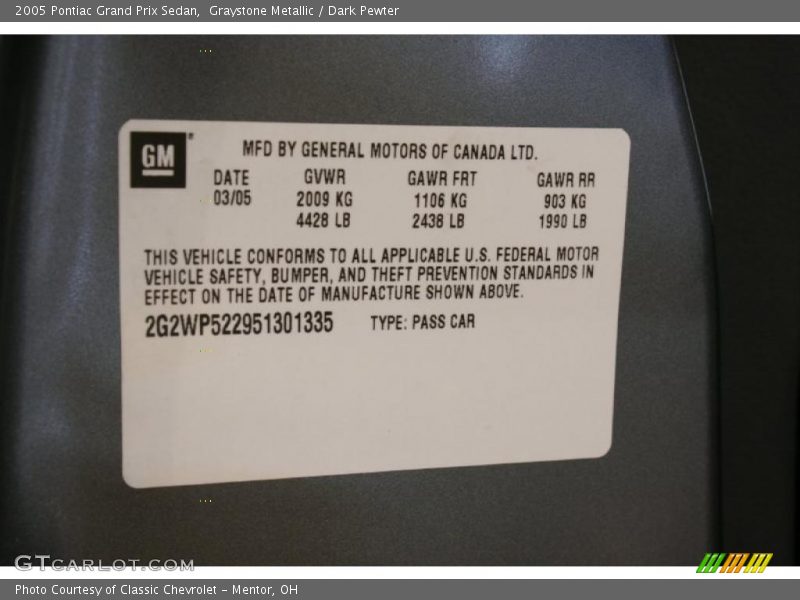 2005 Pontiac Grand Prix Sedan, Graystone Metallic / Dark Pewter
GM
MFD BY GENERAL MOTORS OF CANADA LTD.
DATE GVWR GAWR FRT GAWR RR
03/05 2009 KG 1106 KG 903 KG
4428 LB 2438 LB 1990 LB
THIS VEHICLE CONFORMS TO ALL APPLICABLE U.S. FEDERAL MOTOR
VEHICLE SAFETY, BUMPER, AND THEFT PREVENTION STANDARDS IN
EFFECT ON THE DATE OF MANUFACTURE SHOWN ABOVE.
2G2WP522951301335 TYPE: PASS CAR
GTCARLOT.COM
Photo Courtesy of Classic Chevrolet - Mentor, OH